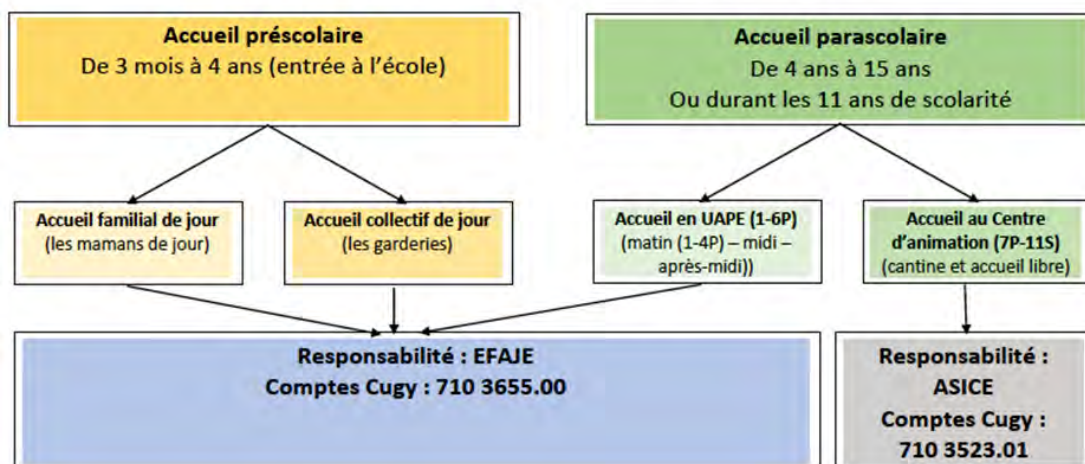 Accueil préscolaire
De 3 mois à 4 ans (entrée à l'école)
Accueil parascolaire
De 4 ans à 15 ans
Ou durant les 11 ans de scolarité
Accueil familial de jour
(les mamans de jour)
Accueil collectif de jour
(les garderies)
Accueil en UAPE (1-6P)
(matin (1-4P) – midi –
après-midi))
Accueil au Centre
d'animation (7P-11S)
(cantine et accueil libre)
Responsabilité : EFAJE
Comptes Cugy : 710 3655.00
Responsabilité :
ASICE
Comptes Cugy :
710 3523.01